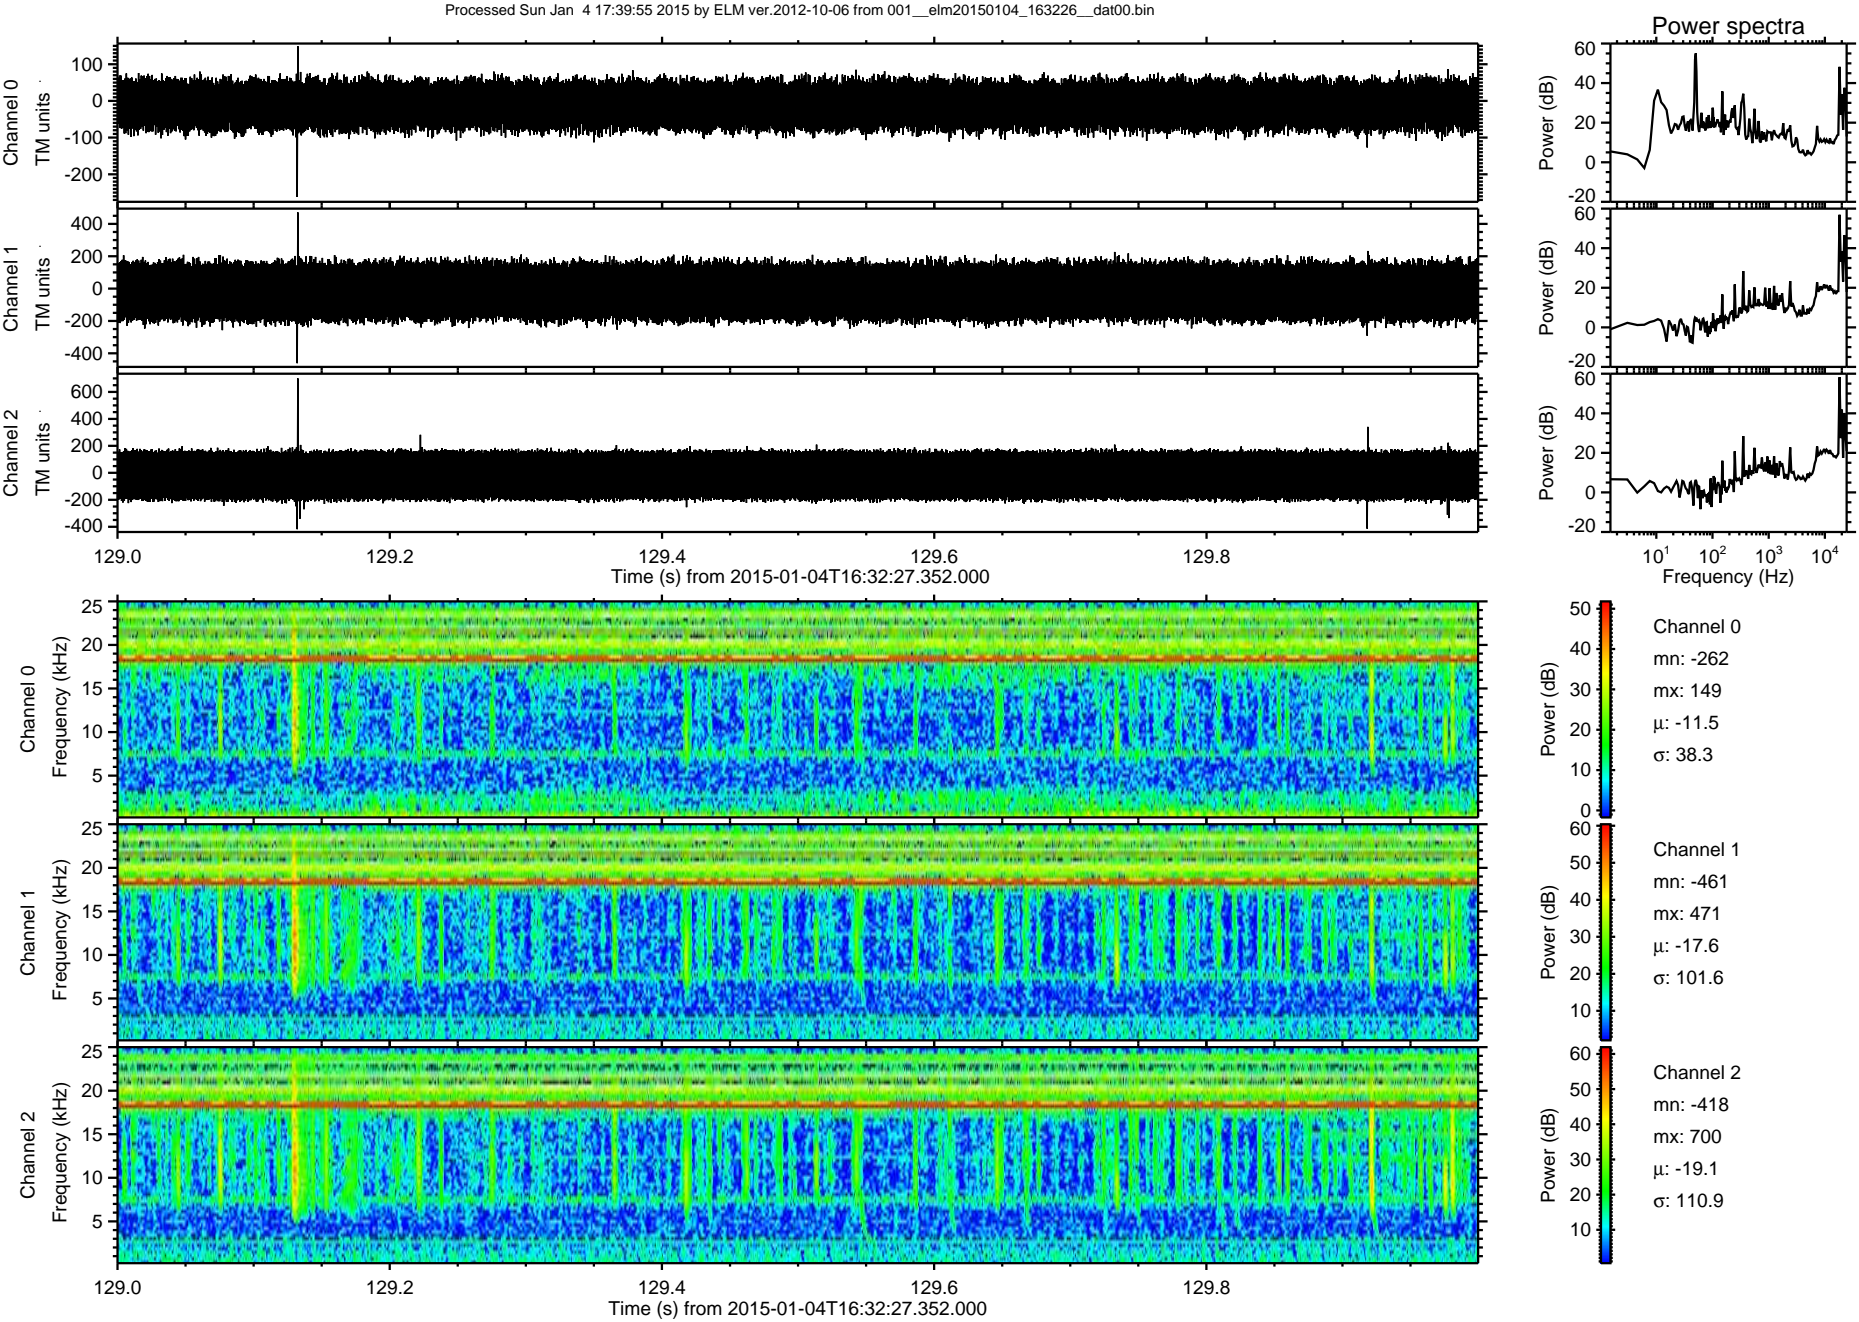 Processed Sun Jan  4 17:39:55 2015 by ELM ver.2012-10-06 from 001__elm20150104_163226__dat00.bin
Power spectra
Channel 0
TM units
100
0
-100
-200
Power (dB)
60
40
20
0
-20
Channel 1
TM units
400
200
0
-200
-400
Power (dB)
60
40
20
0
-20
Channel 2
TM units
600
400
200
0
-200
-400
Power (dB)
60
40
20
0
-20
129.0 129.2 129.4 129.6 129.8
Time (s) from 2015-01-04T16:32:27.352.000
10^1 10^2 10^3 10^4
Frequency (Hz)
Channel 0
Frequency (kHz)
25
20
15
10
5
Power (dB)
50
40
30
20
10
0
Channel 0
mn: -262
mx: 149
μ: -11.5
σ: 38.3
Channel 1
Frequency (kHz)
25
20
15
10
5
Power (dB)
60
50
40
30
20
10
Channel 1
mn: -461
mx: 471
μ: -17.6
σ: 101.6
Channel 2
Frequency (kHz)
25
20
15
10
5
Power (dB)
60
50
40
30
20
10
Channel 2
mn: -418
mx: 700
μ: -19.1
σ: 110.9
129.0 129.2 129.4 129.6 129.8
Time (s) from 2015-01-04T16:32:27.352.000